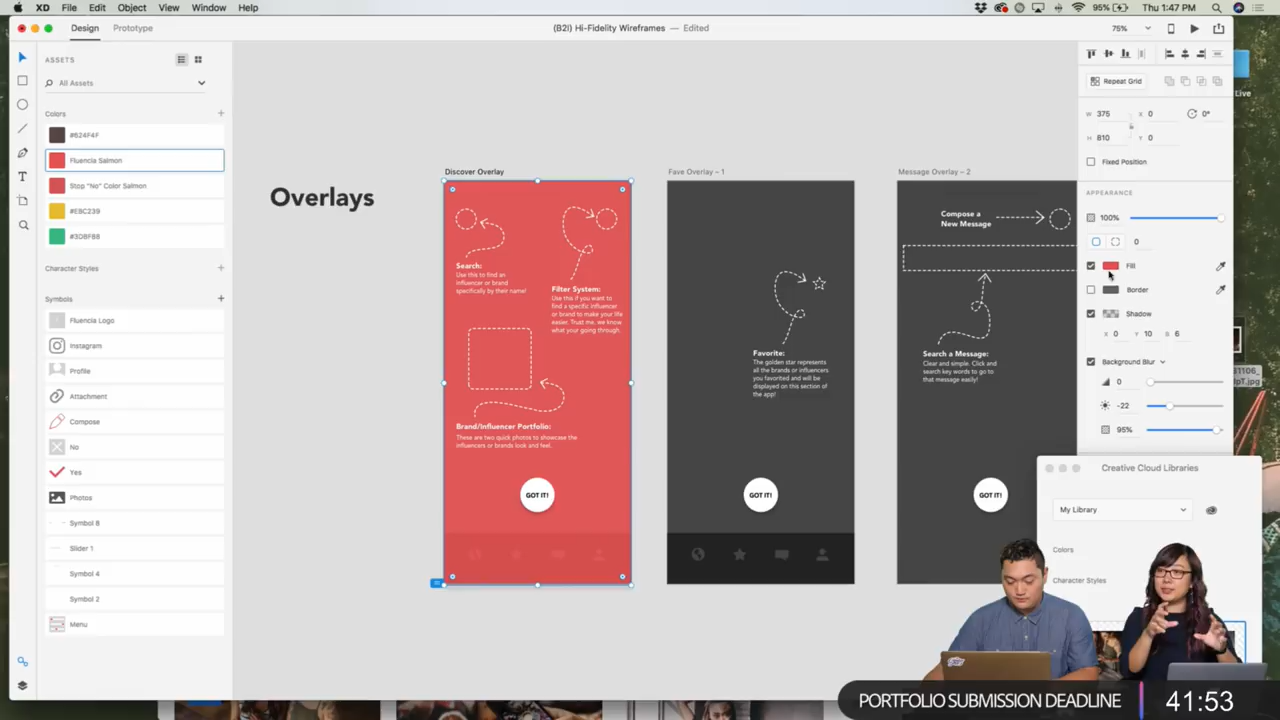 XD File Edit Object View Window Help
95% Thu 1:47 PM
Design Prototype
(B2I) Hi-Fidelity Wireframes — Edited
75%
ASSETS
All Assets
Colors
#524F4F
Fluencia Salmon
Stop "No" Color Salmon
#EBC239
#3DBF8B
Character Styles
Symbols
Fluencia Logo
Instagram
Profile
Attachment
Compose
No
Yes
Photos
Symbol 8
Slider 1
Symbol 4
Symbol 2
Menu
Overlays
Discover Overlay
Search:
Use this to find an
influencer or brand
specifically by their name!
Filter System:
Use this if you want to
find a specific influencer
or brand to make your life
easier. Trust me, we know
what your going through.
Brand/Influencer Portfolio:
These are two quick photos to showcase the
influencers or brands look and feel.
GOT IT!
Fave Overlay – 1
Favorite:
The golden star represents
all the brands or influencers
you favorited and will be
displayed on this section of
the app!
GOT IT!
Message Overlay – 2
Compose a
New Message
Search a Message:
Clear and simple. Click and
search key words to go to
that message easily!
GOT IT!
Repeat Grid
W 375 X 0 0°
H 810 Y 0
Fixed Position
APPEARANCE
100%
0
Fill
Border
Shadow
X 0 Y 10 B 6
Background Blur
0
-22
95%
Live
Creative Cloud Libraries
My Library
Colors
Character Styles
PORTFOLIO SUBMISSION DEADLINE 41:53